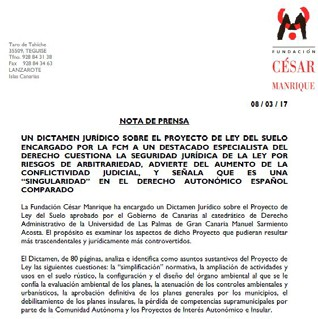 Taro de Tahíche
35509. TEGUISE
Tfno. 928 84 31 38
Fax 928 84 34 63
LANZAROTE
Islas Canarias
FUNDACIÓN
CÉSAR
MANRIQUE
08 / 03 / 17
NOTA DE PRENSA
UN DICTAMEN JURÍDICO SOBRE EL PROYECTO DE LEY DEL SUELO
ENCARGADO POR LA FCM A UN DESTACADO ESPECIALISTA DEL
DERECHO CUESTIONA LA SEGURIDAD JURÍDICA DE LA LEY POR
RIESGOS DE ARBITRARIEDAD, ADVIERTE DEL AUMENTO DE LA
CONFLICTIVIDAD JUDICIAL, Y SEÑALA QUE ES UNA
"SINGULARIDAD" EN EL DERECHO AUTONÓMICO ESPAÑOL
COMPARADO
La Fundación César Manrique ha encargado un Dictamen Jurídico sobre el Proyecto de
Ley del Suelo aprobado por el Gobierno de Canarias al catedrático de Derecho
Administrativo de la Universidad de Las Palmas de Gran Canaria Manuel Sarmiento
Acosta. El propósito es examinar los aspectos de dicho Proyecto que pudieran resultar
más trascendentales y jurídicamente más controvertidos.
El Dictamen, de 80 páginas, analiza e identifica como asuntos sustantivos del Proyecto de
Ley las siguientes cuestiones: la "simplificación" normativa, la ampliación de actividades y
usos en el suelo rústico, la configuración y el diseño del órgano ambiental al que se le
confía la evaluación ambiental de los planes, la atenuación de los controles ambientales y
urbanísticos, la aprobación definitiva de los planes generales por los municipios, el
debilitamiento de los planes insulares, la pérdida de competencias supramunicipales por
parte de la Comunidad Autónoma y los Proyectos de Interés Autonómico e Insular.